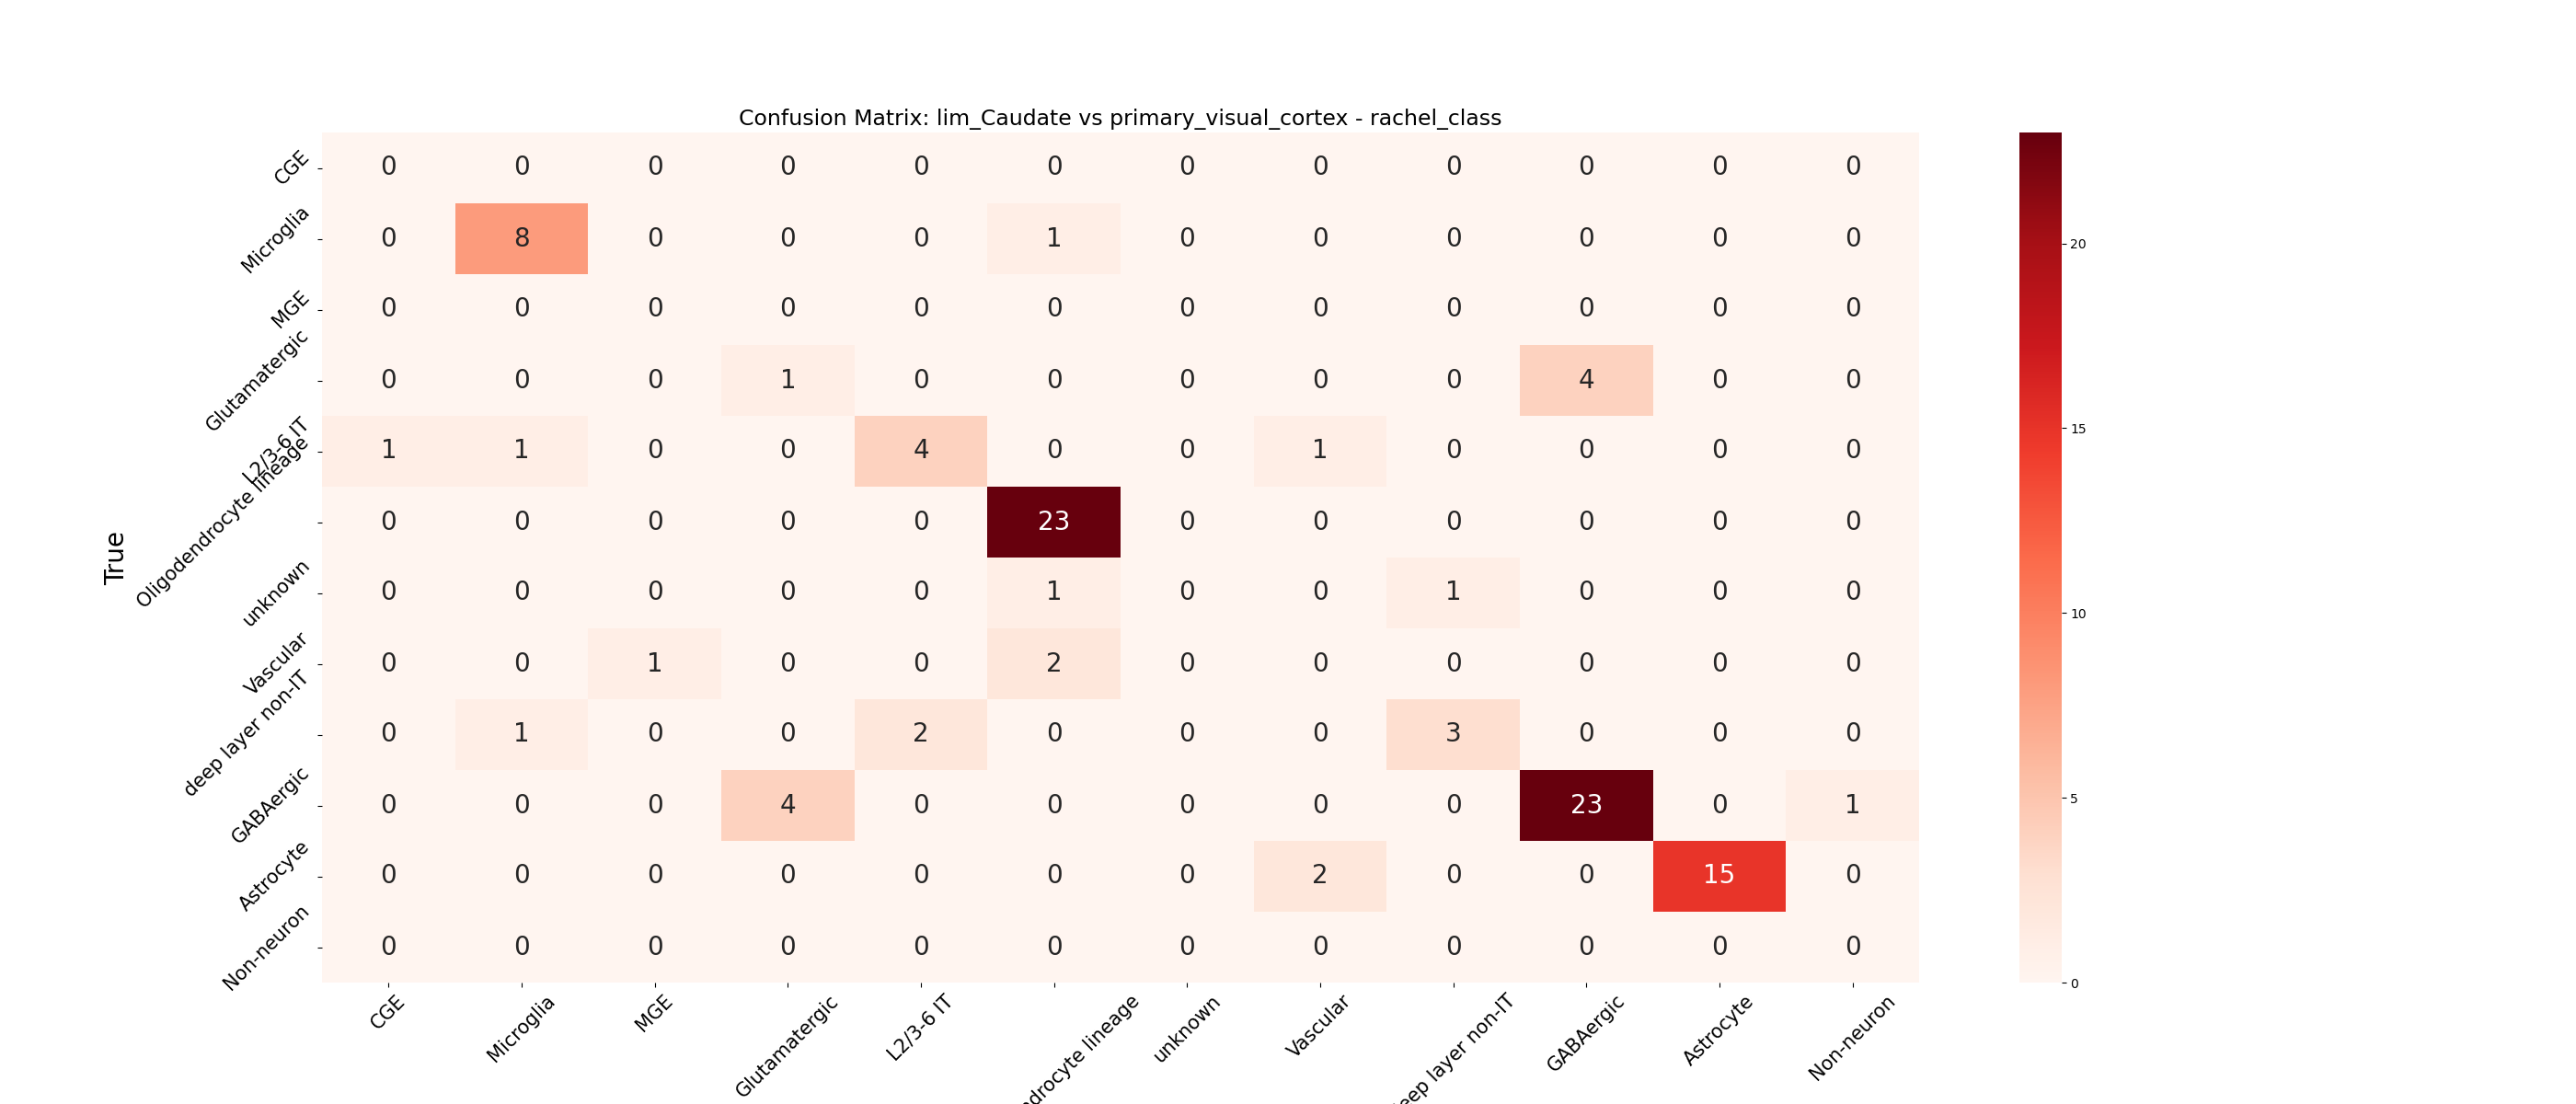 Confusion Matrix: lim_Caudate vs primary_visual_cortex - rachel_class
True
CGE 0 0 0 0 0 0 0 0 0 0 0 0
Microglia 0 8 0 0 0 1 0 0 0 0 0 0
MGE 0 0 0 0 0 0 0 0 0 0 0 0
Glutamatergic 0 0 0 1 0 0 0 0 0 4 0 0
L2/3-6 IT 1 1 0 0 4 0 0 1 0 0 0 0
Oligodendrocyte lineage 0 0 0 0 0 23 0 0 0 0 0 0
unknown 0 0 0 0 0 1 0 0 1 0 0 0
Vascular 0 0 1 0 0 2 0 0 0 0 0 0
deep layer non-IT 0 1 0 0 2 0 0 0 3 0 0 0
GABAergic 0 0 0 4 0 0 0 0 0 23 0 1
Astrocyte 0 0 0 0 0 0 0 2 0 0 15 0
Non-neuron 0 0 0 0 0 0 0 0 0 0 0 0
CGE Microglia MGE Glutamatergic L2/3-6 IT ndrocyte lineage unknown Vascular eep layer non-IT GABAergic Astrocyte Non-neuron
20
15
10
5
0